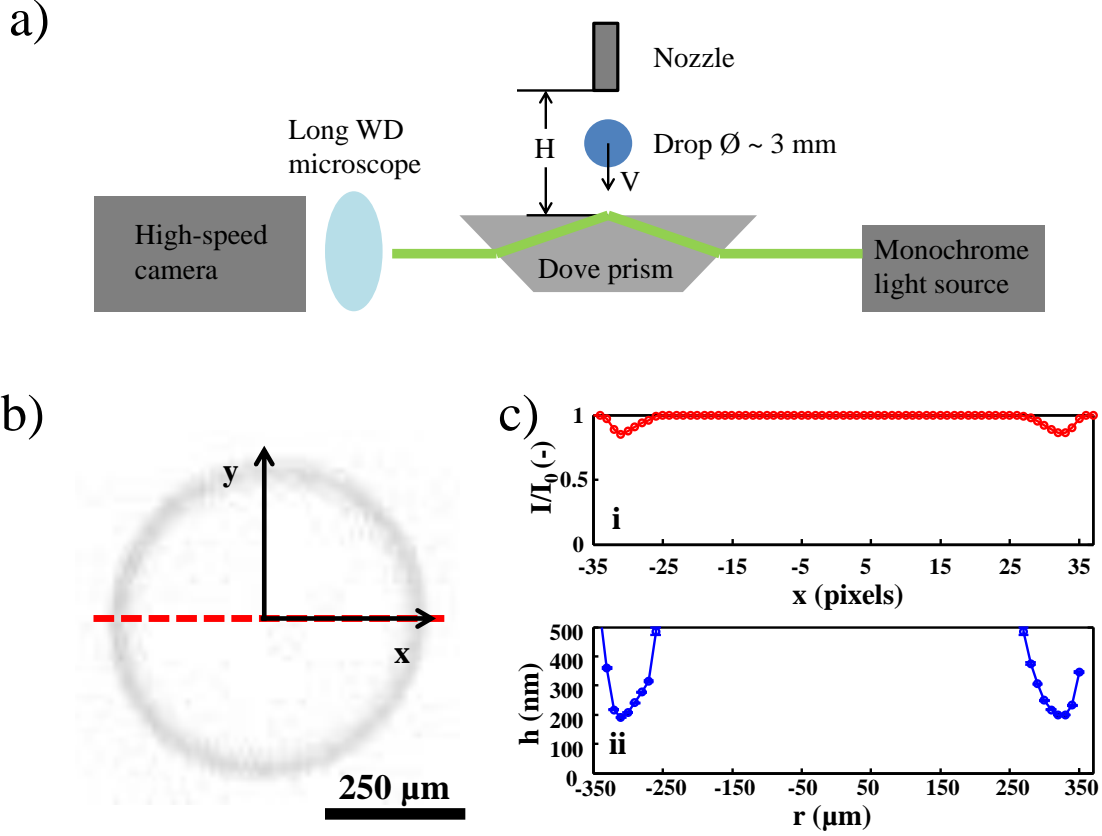 a)
Nozzle
Long WD
microscope
H
Drop Ø ~ 3 mm
V
High-speed
camera
Dove prism
Monochrome
light source
b)
y
x
250 µm
c)
I/I0 (-)
1
0.5
0
i
-35 -25 -15 -5 5 15 25 35
x (pixels)
h (nm)
500
400
300
200
100
0
ii
-350 -250 -150 -50 50 150 250 350
r (µm)